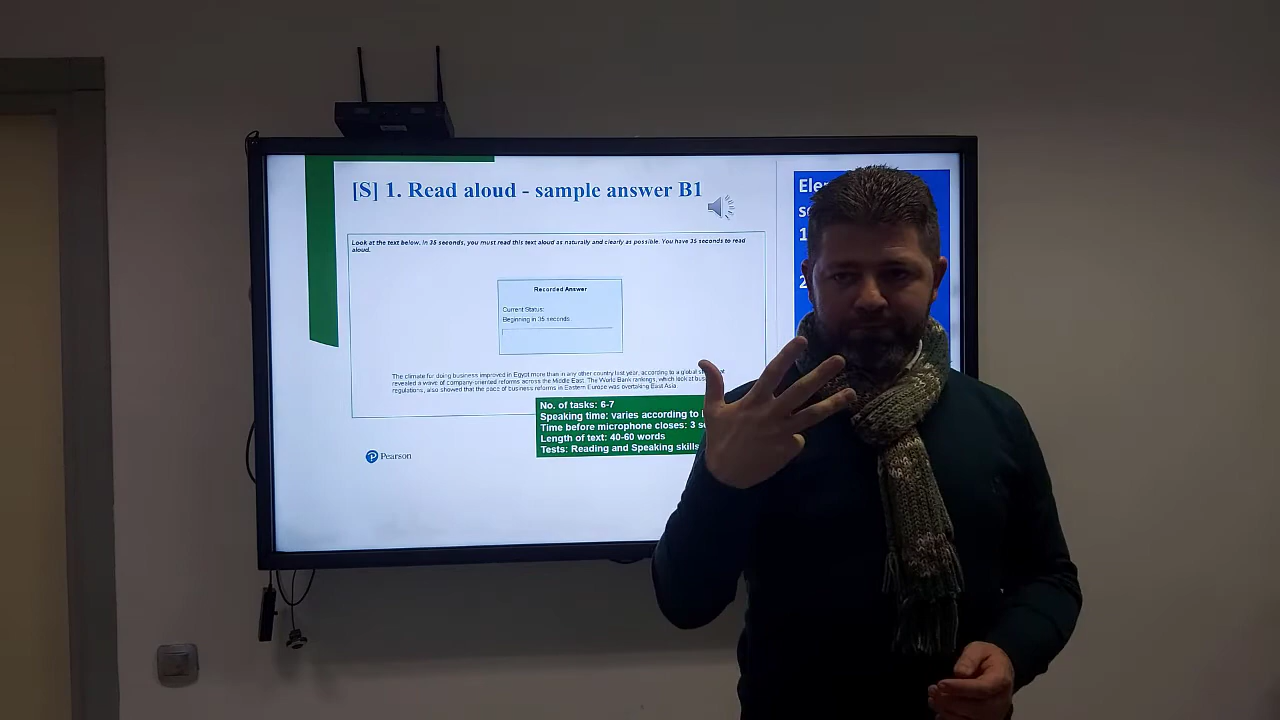 [S] 1. Read aloud - sample answer B1
Look at the text below. In 35 seconds, you must read this text aloud as naturally and clearly as possible. You have 35 seconds to read
aloud.
Recorded Answer
Current Status:
Beginning in 35 seconds.
The climate for doing business improved in Egypt more than in any other country last year, according to a global
revealed a wave of company-oriented reforms across the Middle East. The World Bank rankings, which look at
regulations, also showed that the pace of business reforms in Eastern Europe was overtaking East Asia.
No. of tasks: 6-7
Speaking time: varies according to
Time before microphone closes: 3
Length of text: 40-60 words
Tests: Reading and Speaking skills
Pearson